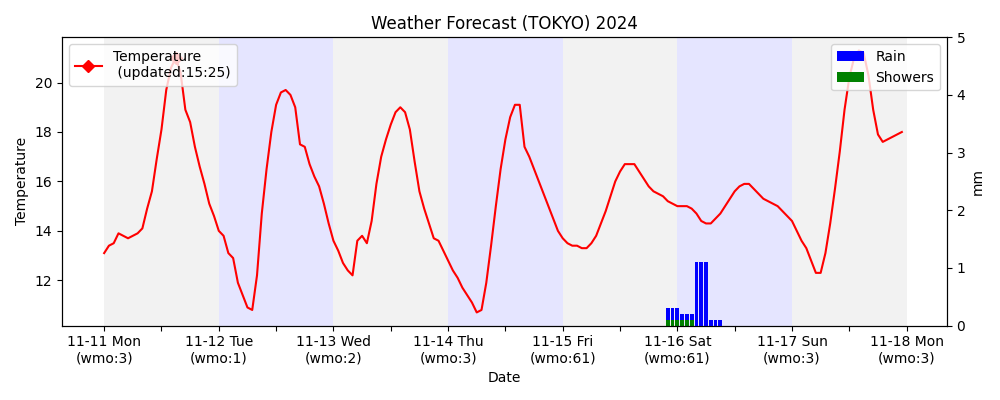 Weather Forecast (TOKYO) 2024
Temperature
(updated:15:25)
Rain
Showers
Temperature
20
18
16
14
12
5
4
3
2
1
0
mm
11-11 Mon
(wmo:3)
11-12 Tue
(wmo:1)
11-13 Wed
(wmo:2)
11-14 Thu
(wmo:3)
11-15 Fri
(wmo:61)
11-16 Sat
(wmo:61)
11-17 Sun
(wmo:3)
11-18 Mon
(wmo:3)
Date